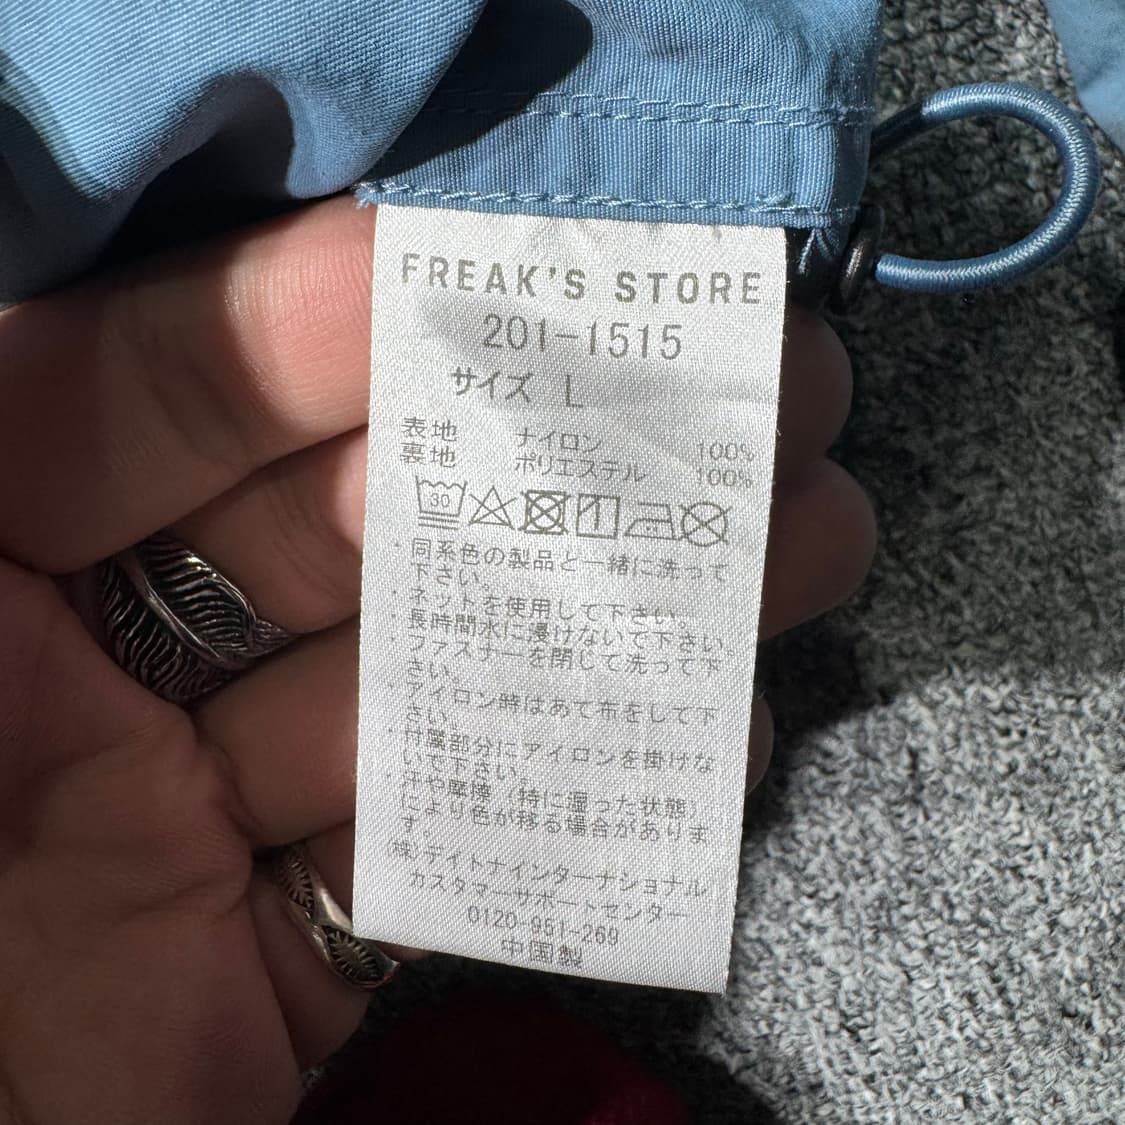 FREAK'S STORE
201-1515
サイズ L
表地 ナイロン 100%
裏地 ポリエステル 100%
30
・同系色の製品と一緒に洗って
下さい。
・ネットを使用して下さい。
・長時間水に浸けないで下さい。
・ファスナーを閉じて洗って下
さい。
・アイロン時はあて布をして下
さい。
・付属部分にアイロンを掛けな
いで下さい。
・汗や摩擦（特に湿った状態）
により色が移る場合がありま
す。
(株)デイトナインターナショナル
カスタマーサポートセンター
0120-951-269
中国製